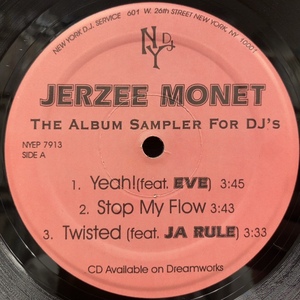 NEW YORK D.J. SERVICE 601 W. 26th STREET NEW YORK, NY 10001
NY DJ
JERZEE MONET
THE ALBUM SAMPLER FOR DJ's
NYEP 7913
SIDE A
1. Yeah!(feat. EVE) 3:45
2. Stop My Flow 3:43
3. Twisted (feat. JA RULE) 3:33
CD Available on Dreamworks